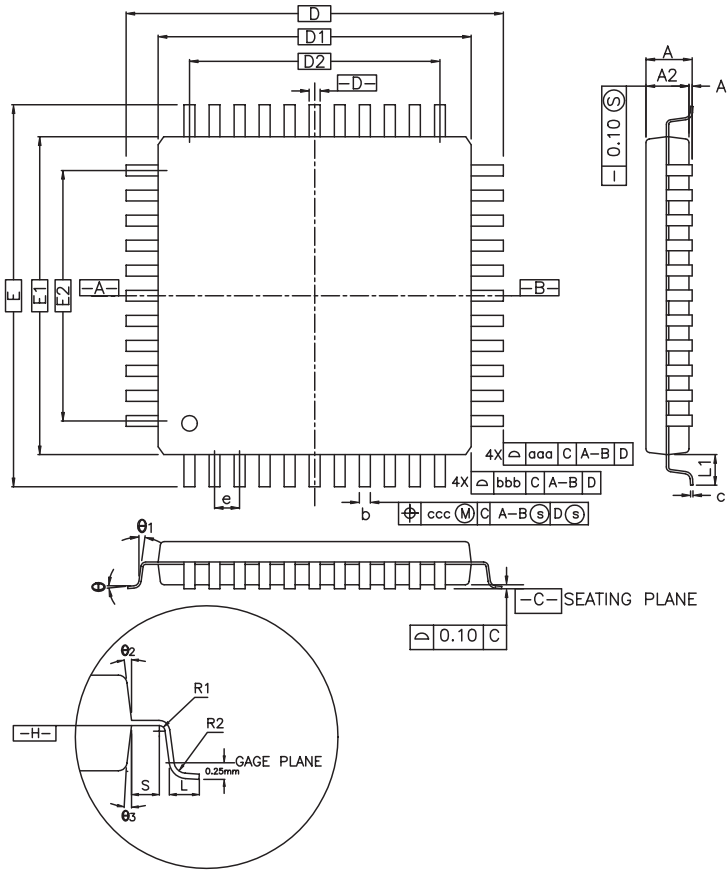 D
D1
D2
-D-
A
A2
A
- 0.10 S
E
E1
E2
-A-
-B-
4X aaa C A-B D
4X bbb C A-B D
ccc M C A-B S D S
e
b
L1
c
θ1
θ
-C- SEATING PLANE
0.10 C
θ2
R1
R2
-H-
GAGE PLANE
0.25mm
S
L
θ3